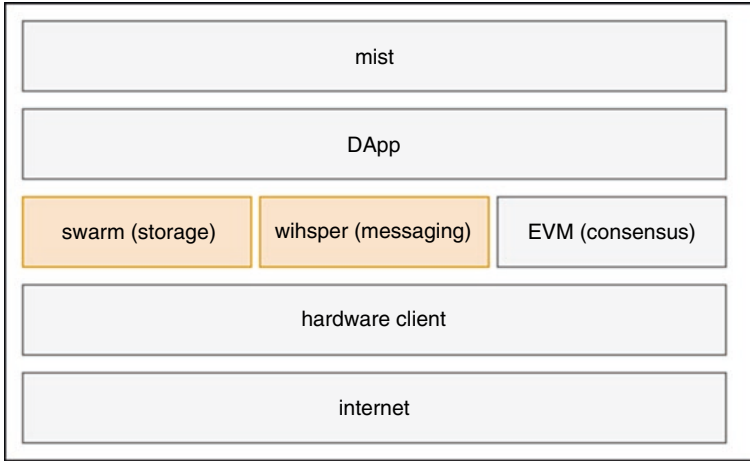 mist
DApp
swarm (storage)
wihsper (messaging)
EVM (consensus)
hardware client
internet